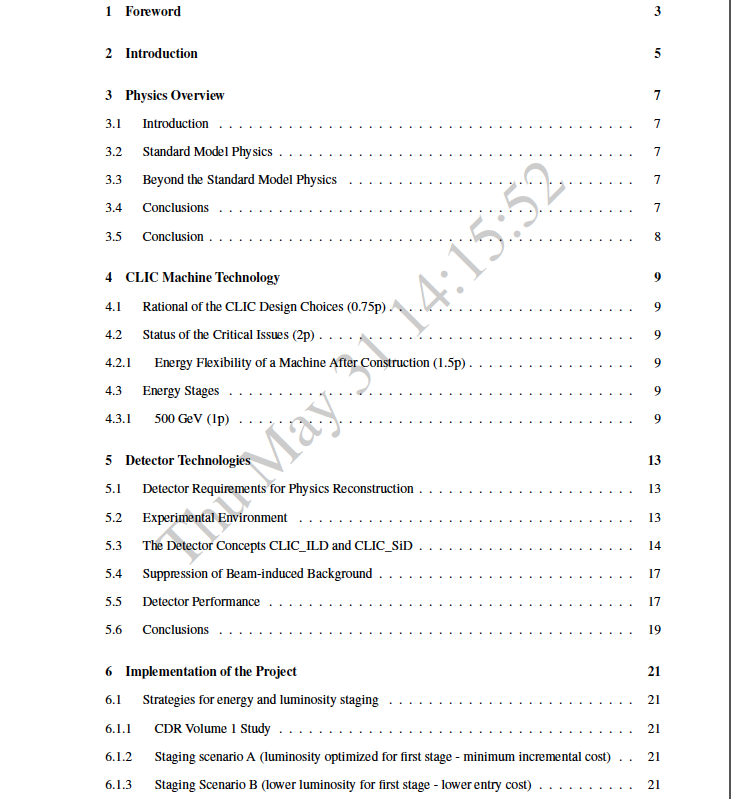 1 Foreword 3
2 Introduction 5
3 Physics Overview 7
3.1 Introduction . . . . . . . . . . . . . . . . . . . . . . . . . . . . . . . . . . . . . . . . . . 7
3.2 Standard Model Physics . . . . . . . . . . . . . . . . . . . . . . . . . . . . . . . . . . . . 7
3.3 Beyond the Standard Model Physics . . . . . . . . . . . . . . . . . . . . . . . . . . . . . 7
3.4 Conclusions . . . . . . . . . . . . . . . . . . . . . . . . . . . . . . . . . . . . . . . . . . 7
3.5 Conclusion . . . . . . . . . . . . . . . . . . . . . . . . . . . . . . . . . . . . . . . . . . . 8
4 CLIC Machine Technology 9
4.1 Rational of the CLIC Design Choices (0.75p) . . . . . . . . . . . . . . . . . . . . . . . . . 9
4.2 Status of the Critical Issues (2p) . . . . . . . . . . . . . . . . . . . . . . . . . . . . . . . . 9
4.2.1 Energy Flexibility of a Machine After Construction (1.5p) . . . . . . . . . . . . . . . . . 9
4.3 Energy Stages . . . . . . . . . . . . . . . . . . . . . . . . . . . . . . . . . . . . . . . . . 9
4.3.1 500 GeV (1p) . . . . . . . . . . . . . . . . . . . . . . . . . . . . . . . . . . . . . . . . 9
5 Detector Technologies 13
5.1 Detector Requirements for Physics Reconstruction . . . . . . . . . . . . . . . . . . . . . . 13
5.2 Experimental Environment . . . . . . . . . . . . . . . . . . . . . . . . . . . . . . . . . . 13
5.3 The Detector Concepts CLIC_ILD and CLIC_SiD . . . . . . . . . . . . . . . . . . . . . . 14
5.4 Suppression of Beam-induced Background . . . . . . . . . . . . . . . . . . . . . . . . . . 17
5.5 Detector Performance . . . . . . . . . . . . . . . . . . . . . . . . . . . . . . . . . . . . . 17
5.6 Conclusions . . . . . . . . . . . . . . . . . . . . . . . . . . . . . . . . . . . . . . . . . . 19
6 Implementation of the Project 21
6.1 Strategies for energy and luminosity staging . . . . . . . . . . . . . . . . . . . . . . . . . 21
6.1.1 CDR Volume 1 Study . . . . . . . . . . . . . . . . . . . . . . . . . . . . . . . . . . . . 21
6.1.2 Staging scenario A (luminosity optimized for first stage - minimum incremental cost) . . 21
6.1.3 Staging Scenario B (lower luminosity for first stage - lower entry cost) . . . . . . . . . . 21
Thu May 31 14:15:52